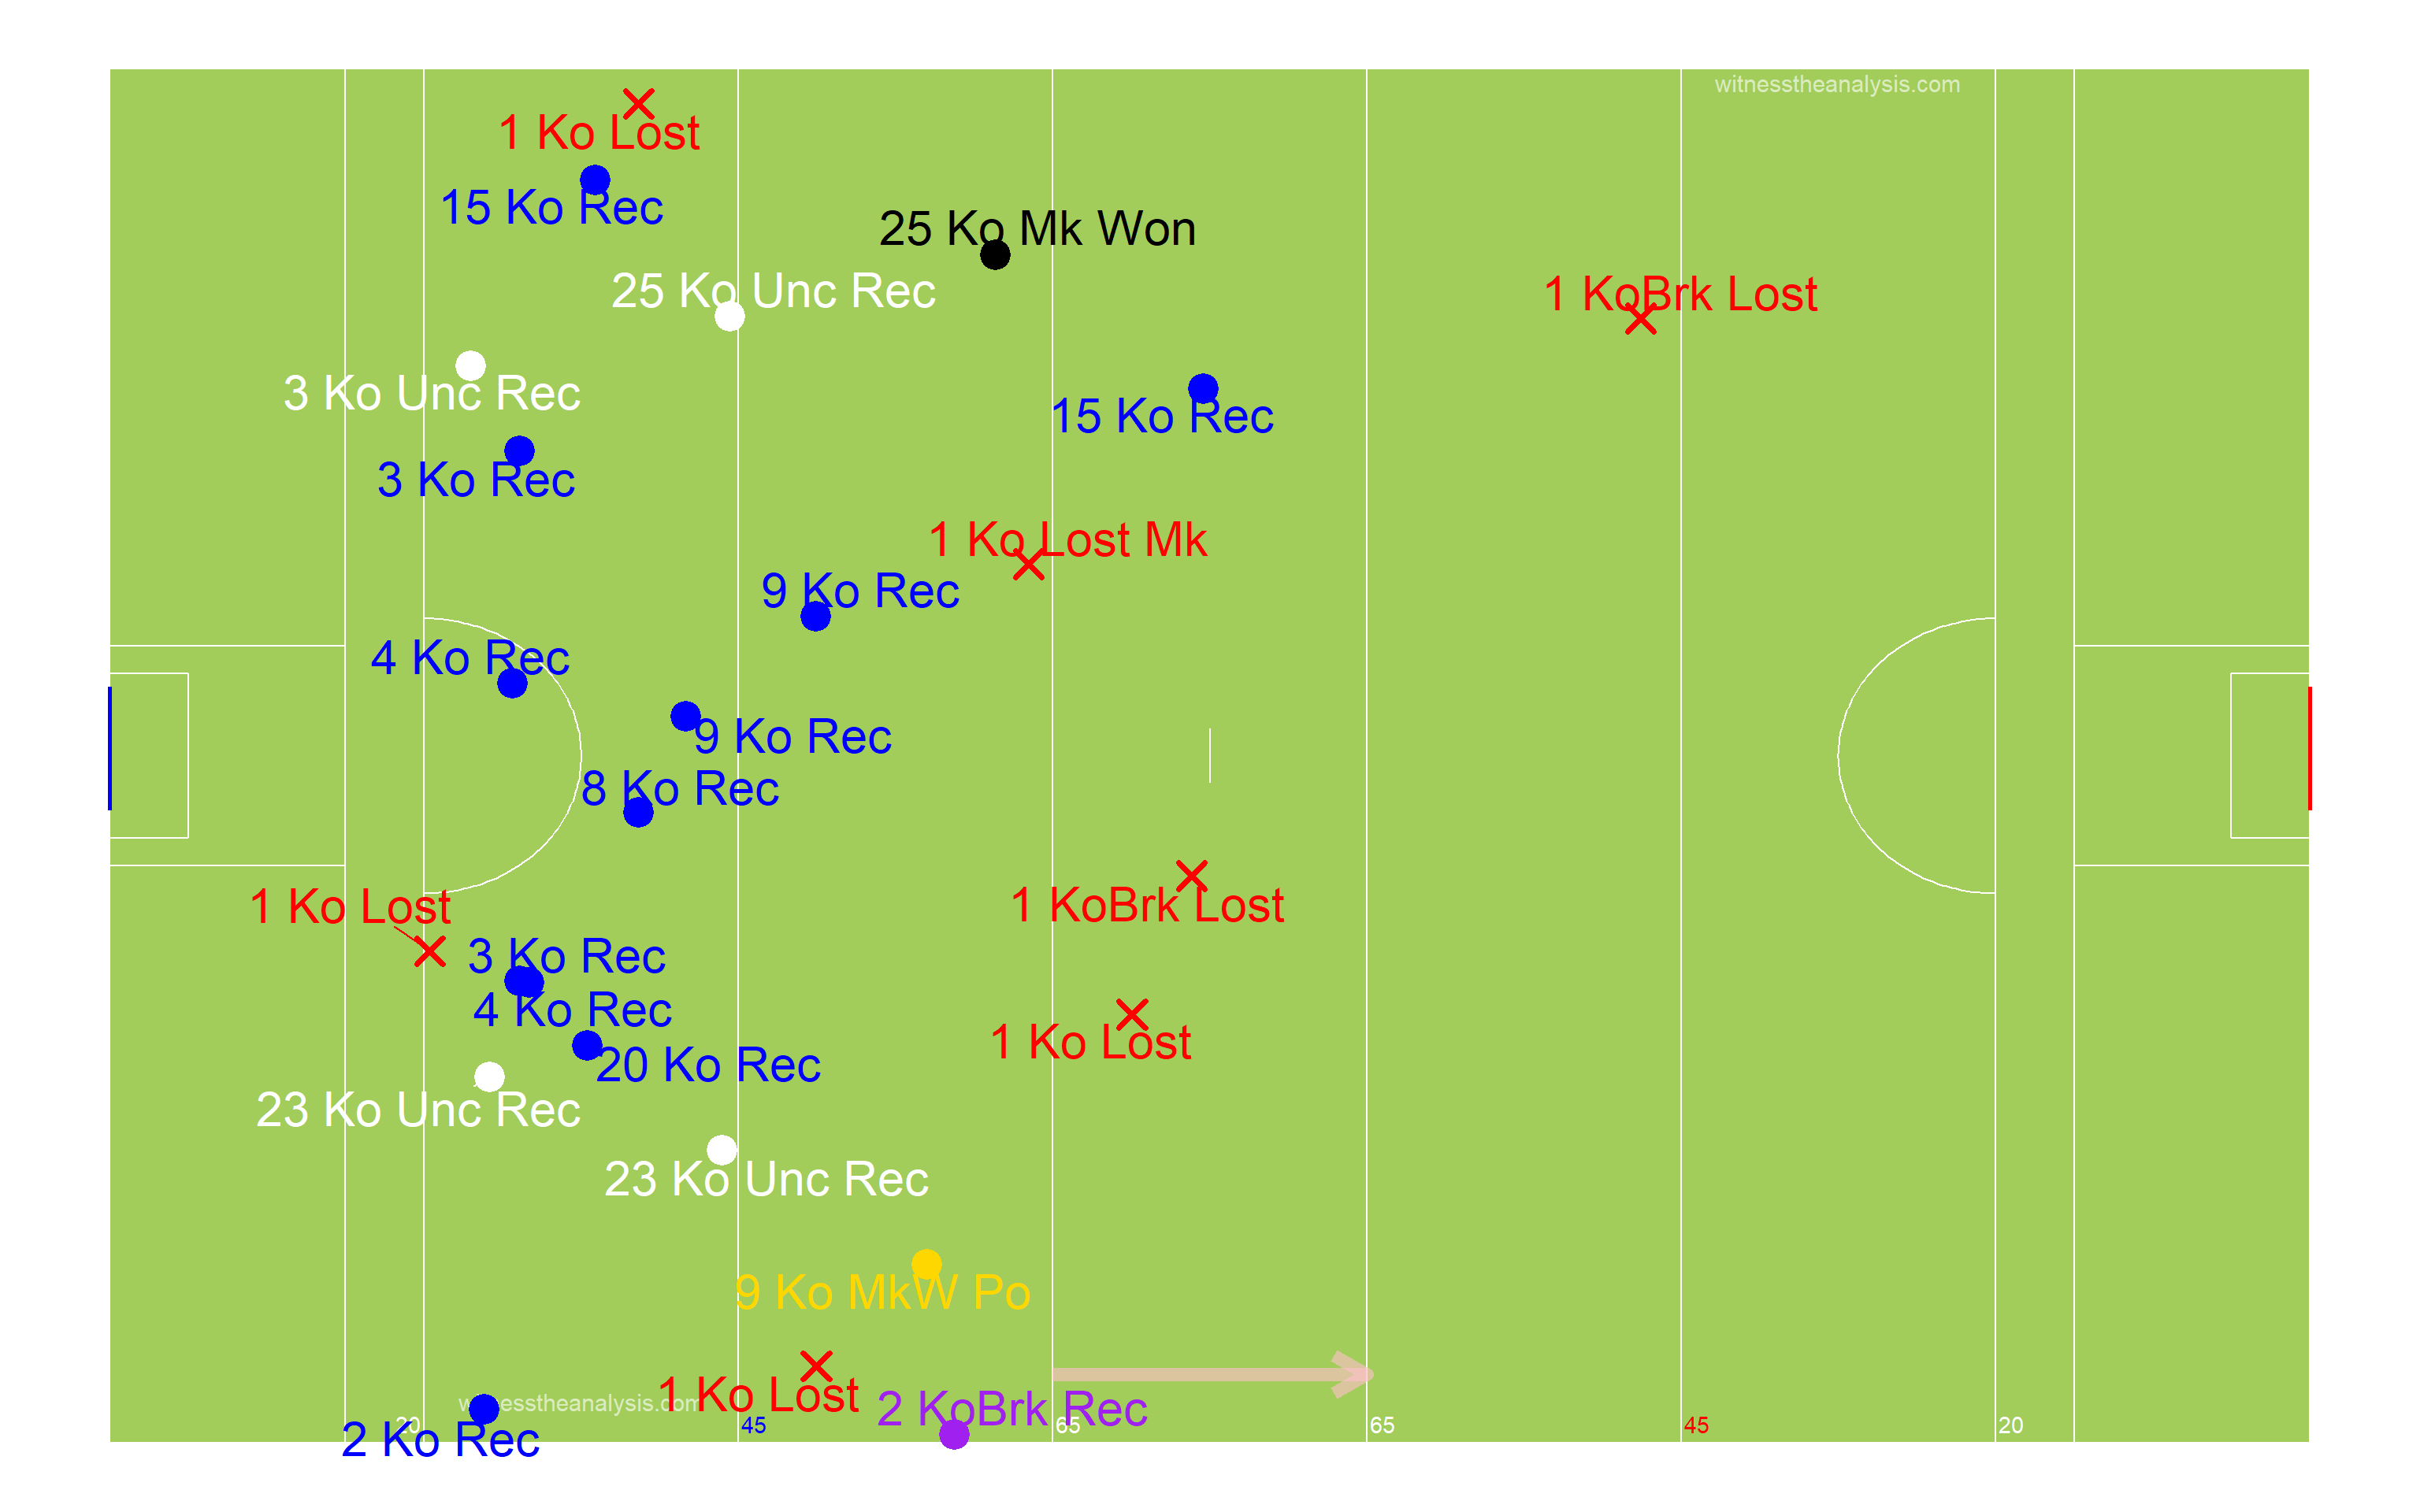 witnesstheanalysis.com
1 Ko Lost
15 Ko Rec
25 Ko Mk Won
25 Ko Unc Rec
1 KoBrk Lost
3 Ko Unc Rec
15 Ko Rec
3 Ko Rec
1 Ko Lost Mk
9 Ko Rec
4 Ko Rec
9 Ko Rec
8 Ko Rec
1 Ko Lost
1 KoBrk Lost
3 Ko Rec
4 Ko Rec
1 Ko Lost
20 Ko Rec
23 Ko Unc Rec
23 Ko Unc Rec
9 Ko MkW Po
1 Ko Lost
2 KoBrk Rec
witnesstheanalysis.com
2 Ko Rec
20
45
65
65
45
20